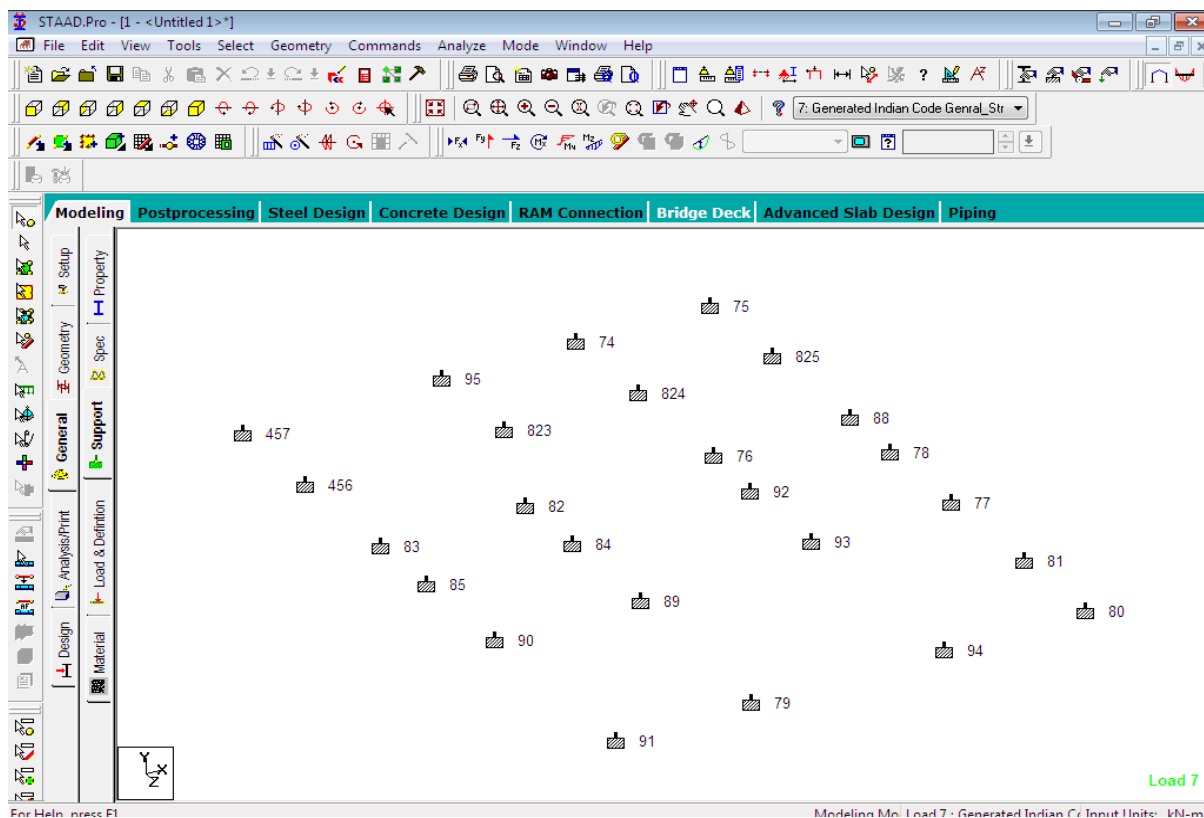 STAAD.Pro - [1 - <Untitled 1>*]
File Edit View Tools Select Geometry Commands Analyze Mode Window Help
7: Generated Indian Code Genral_Str
Modeling Postprocessing Steel Design Concrete Design RAM Connection Bridge Deck Advanced Slab Design Piping
Setup
Geometry
General
Analysis/Print
Design
Property
Spec
Support
Load & Definition
Material
75
74
825
95
824
88
457
823
78
76
456
92
77
82
93
83
84
81
85
89
80
90
94
79
91
Y
X
Z
Load 7
For Help, press F1 Modeling Mo Load 7 : Generated Indian Co Input Units: kN-m